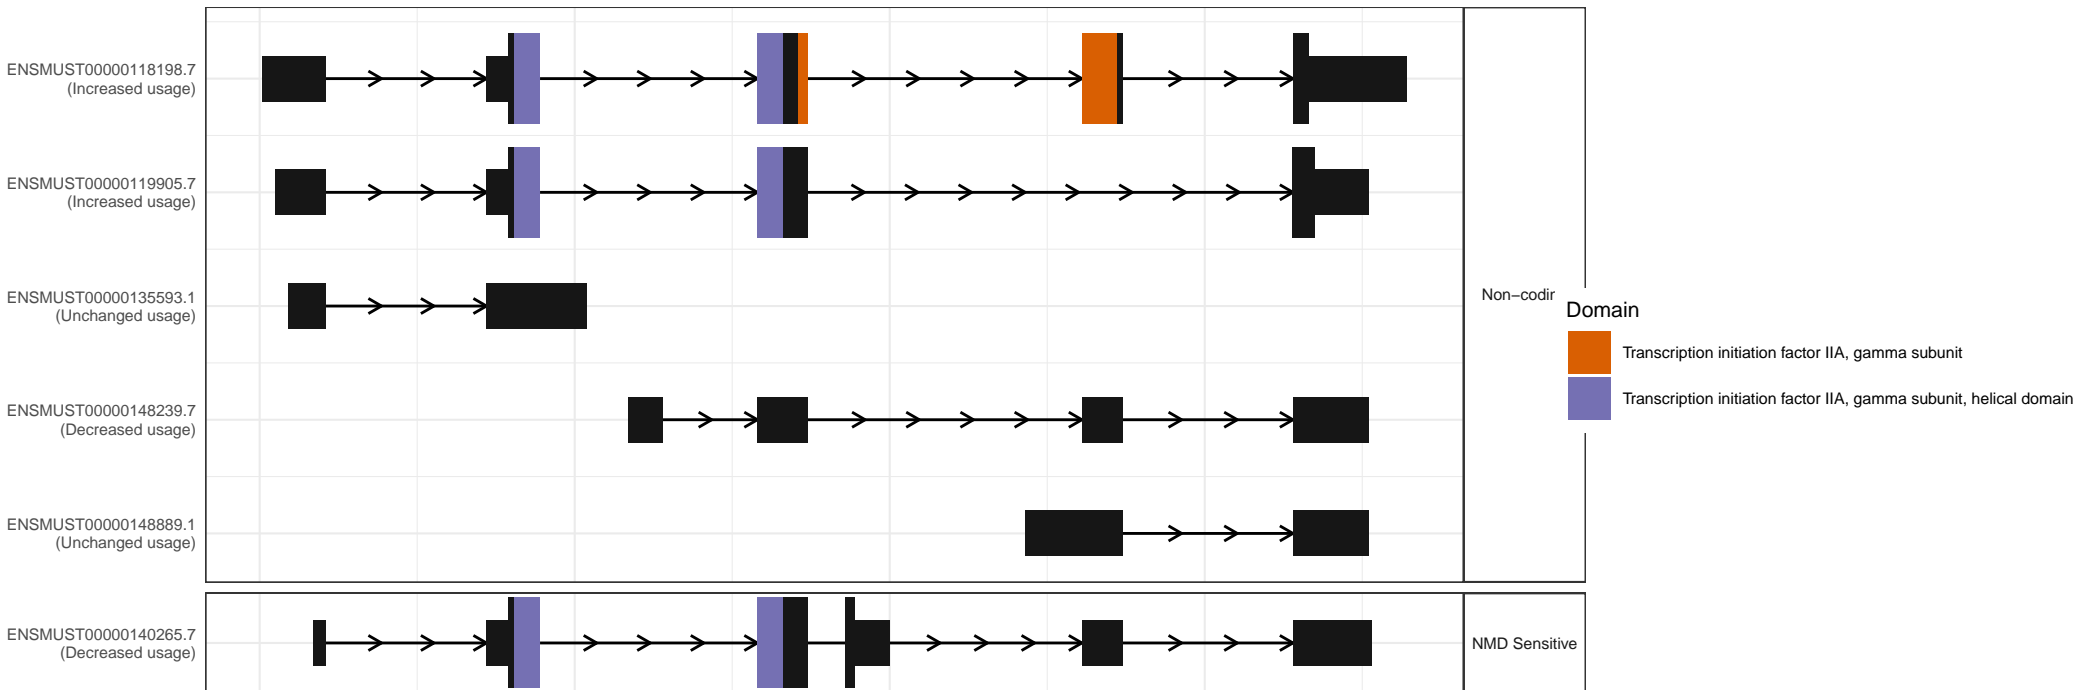 ENSMUST00000118198.7
(Increased usage)
ENSMUST00000119905.7
(Increased usage)
ENSMUST00000135593.1
(Unchanged usage)
ENSMUST00000148239.7
(Decreased usage)
ENSMUST00000148889.1
(Unchanged usage)
ENSMUST00000140265.7
(Decreased usage)
Non−codir
NMD Sensitive
Domain
Transcription initiation factor IIA, gamma subunit
Transcription initiation factor IIA, gamma subunit, helical domain